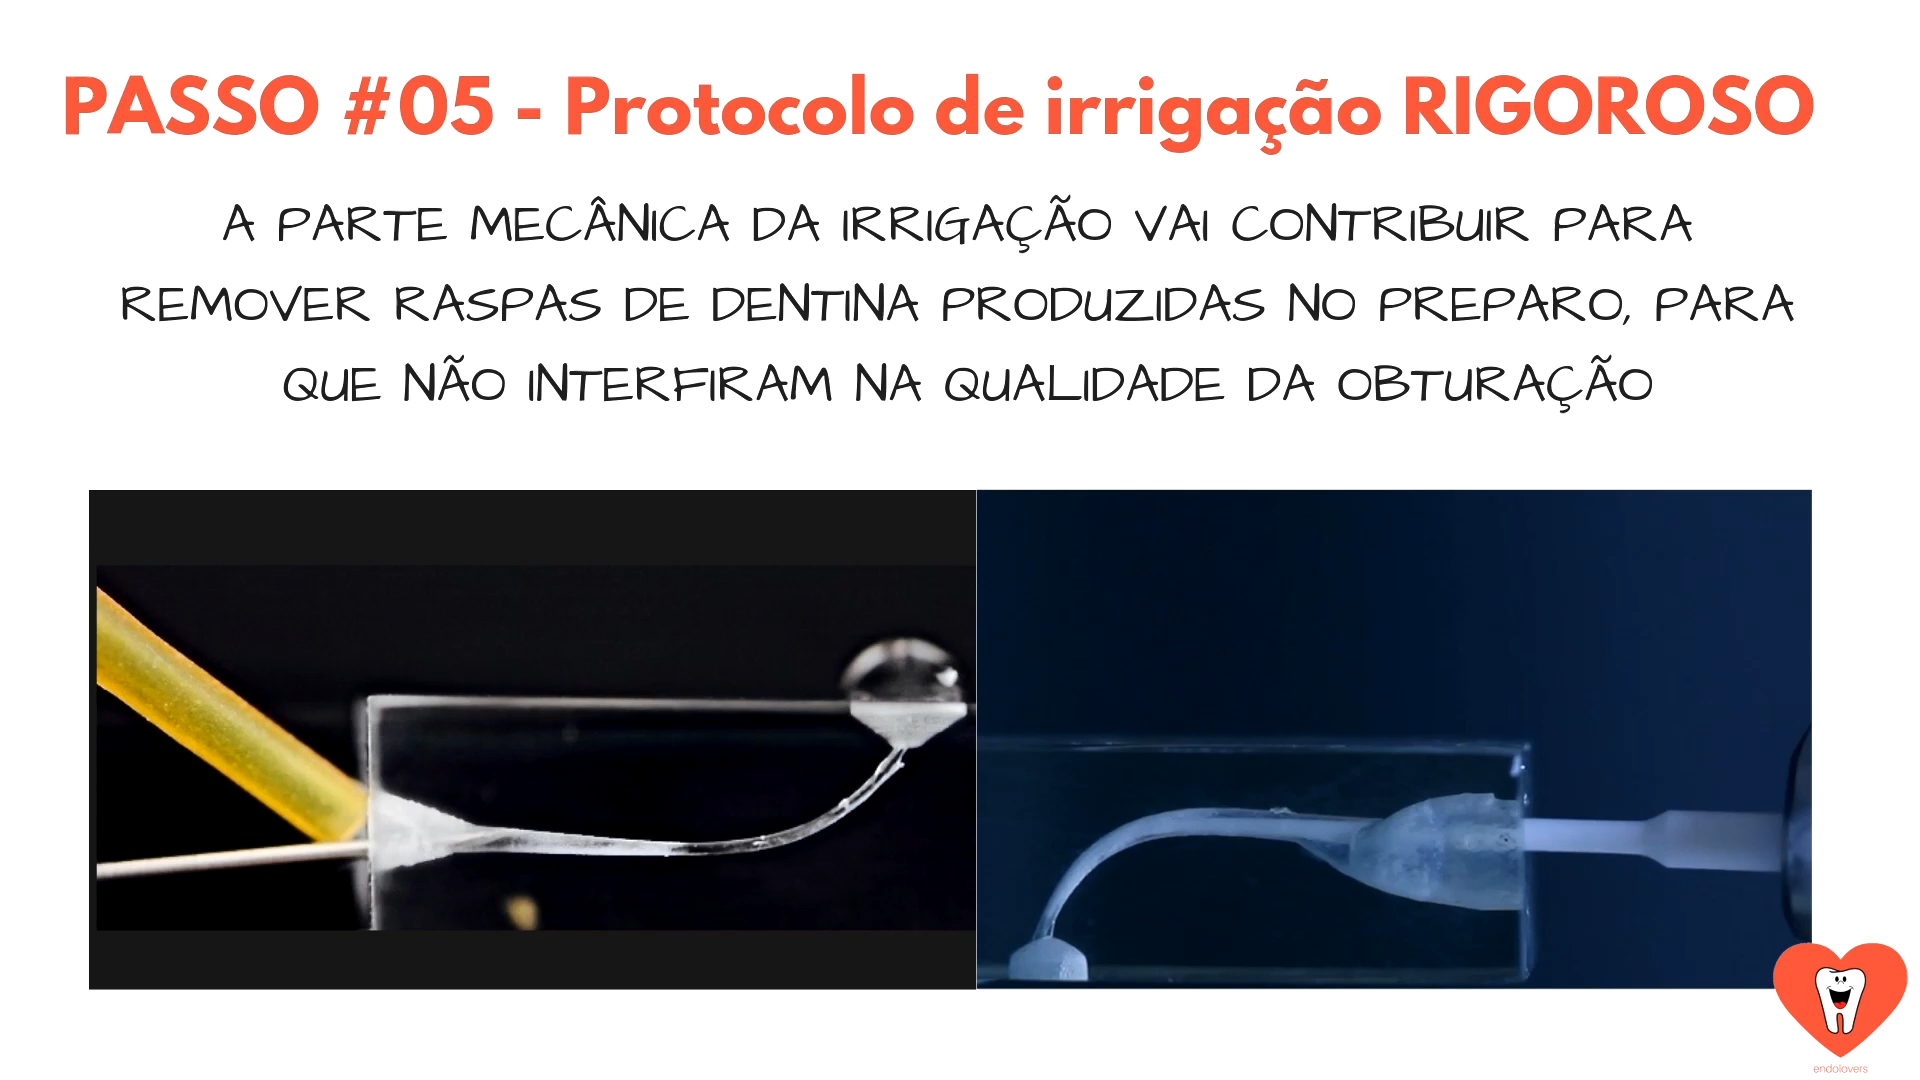 PASSO #05 - Protocolo de irrigação RIGOROSO
A PARTE MECÂNICA DA IRRIGAÇÃO VAI CONTRIBUIR PARA
REMOVER RASPAS DE DENTINA PRODUZIDAS NO PREPARO, PARA
QUE NÃO INTERFIRAM NA QUALIDADE DA OBTURAÇÃO
endolovers